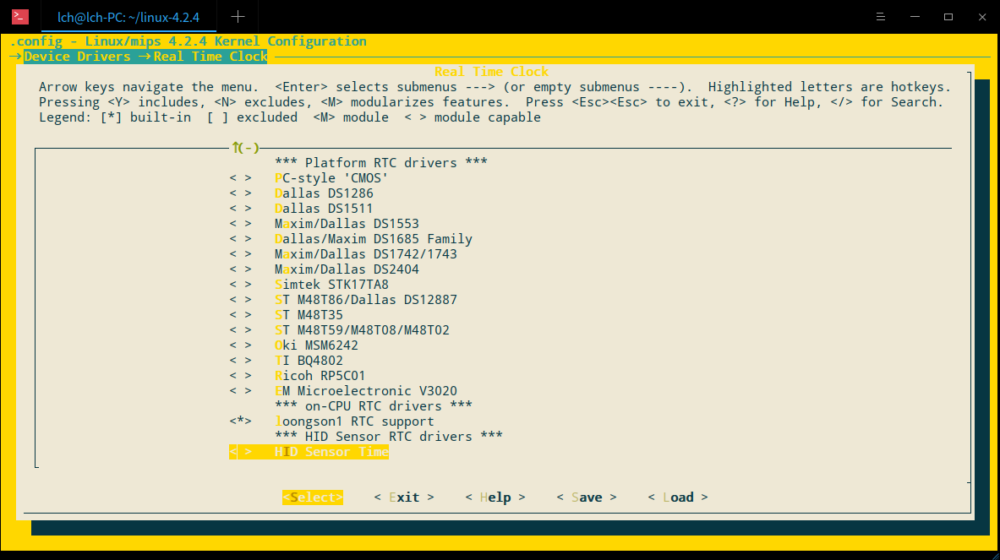 lch@lch-PC: ~/linux-4.2.4
.config - Linux/mips 4.2.4 Kernel Configuration
→Device Drivers →Real Time Clock
Real Time Clock
Arrow keys navigate the menu.  <Enter> selects submenus ---> (or empty submenus ----).  Highlighted letters are hotkeys.
Pressing <Y> includes, <N> excludes, <M> modularizes features.  Press <Esc><Esc> to exit, <?> for Help, </> for Search.
Legend: [*] built-in  [ ] excluded  <M> module  < > module capable
↑(-)
*** Platform RTC drivers ***
< >   PC-style 'CMOS'
< >   Dallas DS1286
< >   Dallas DS1511
< >   Maxim/Dallas DS1553
< >   Dallas/Maxim DS1685 Family
< >   Maxim/Dallas DS1742/1743
< >   Maxim/Dallas DS2404
< >   Simtek STK17TA8
< >   ST M48T86/Dallas DS12887
< >   ST M48T35
< >   ST M48T59/M48T08/M48T02
< >   Oki MSM6242
< >   TI BQ4802
< >   Ricoh RP5C01
< >   EM Microelectronic V3020
*** on-CPU RTC drivers ***
<*>   loongson1 RTC support
*** HID Sensor RTC drivers ***
< >   HID Sensor Time
<Select>    < Exit >    < Help >    < Save >    < Load >